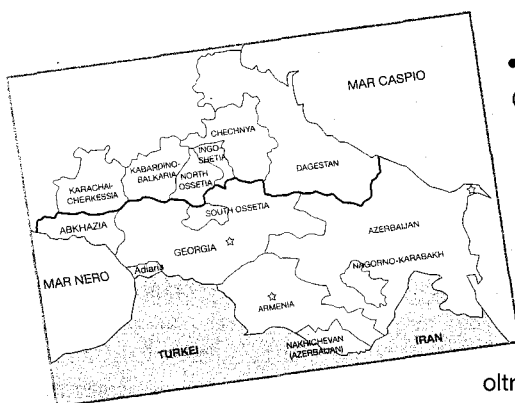 MAR CASPIO
CHECHNYA
INGO-
SHETIA
KABARDINO-
BALKARIA
NORTH
OSSETIA
DAGESTAN
KARACHAI-
CHERKESSIA
ABKHAZIA
SOUTH OSSETIA
GEORGIA
AZERBAIJAN
MAR NERO
Adjaria
NAGORNO-KARABAKH
ARMENIA
TURKEI
NAKHICHEVAN
(AZERBAIJAN)
IRAN
oltr